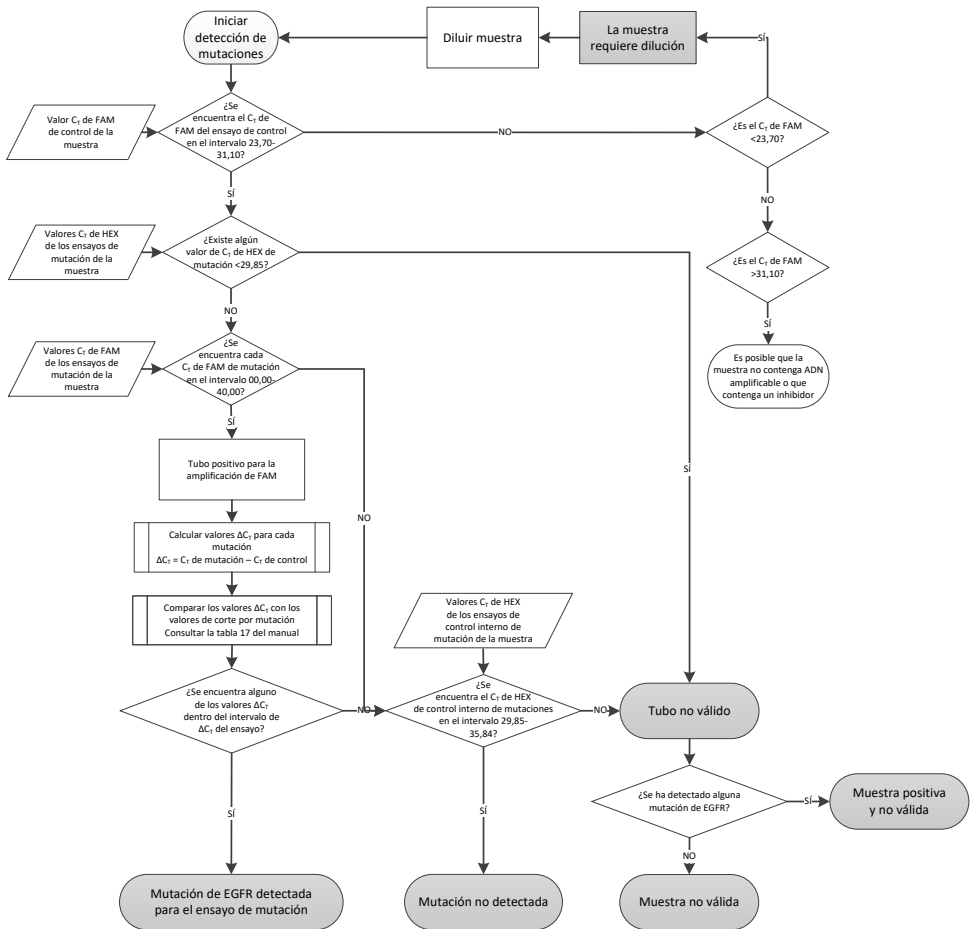 Iniciar
detección de
mutaciones
Diluir muestra
La muestra
requiere dilución
SÍ
Valor CT de FAM
de control de la
muestra
¿Se
encuentra el CT de
FAM del ensayo de control
en el intervalo 23,70-
31,10?
NO
¿Es el CT de FAM
<23,70?
SÍ
NO
Valores CT de HEX
de los ensayos de
mutación de la
muestra
¿Existe algún
valor de CT de HEX de
mutación <29,85?
¿Es el CT de FAM
>31,10?
NO
SÍ
Valores CT de FAM
de los ensayos de
mutación de la
muestra
¿Se
encuentra cada
CT de FAM de mutación
en el intervalo 00,00-
40,00?
Es posible que la
muestra no contenga ADN
amplificable o que
contenga un inhibidor
SÍ
Tubo positivo para la
amplificación de FAM
SÍ
NO
Calcular valores ΔCT para cada
mutación
ΔCT = CT de mutación – CT de control
Comparar los valores ΔCT con los
valores de corte por mutación
Consultar la tabla 17 del manual
Valores CT de HEX
de los ensayos de
control interno de
mutación de la muestra
¿Se encuentra alguno
de los valores ΔCT
dentro del intervalo de
ΔCT del ensayo?
NO
¿Se
encuentra el CT de HEX
de control interno de mutaciones
en el intervalo 29,85-
35,84?
NO
Tubo no válido
¿Se ha detectado alguna
mutación de EGFR?
SÍ
Muestra positiva
y no válida
SÍ
SÍ
NO
Mutación de EGFR detectada
para el ensayo de mutación
Mutación no detectada
Muestra no válida